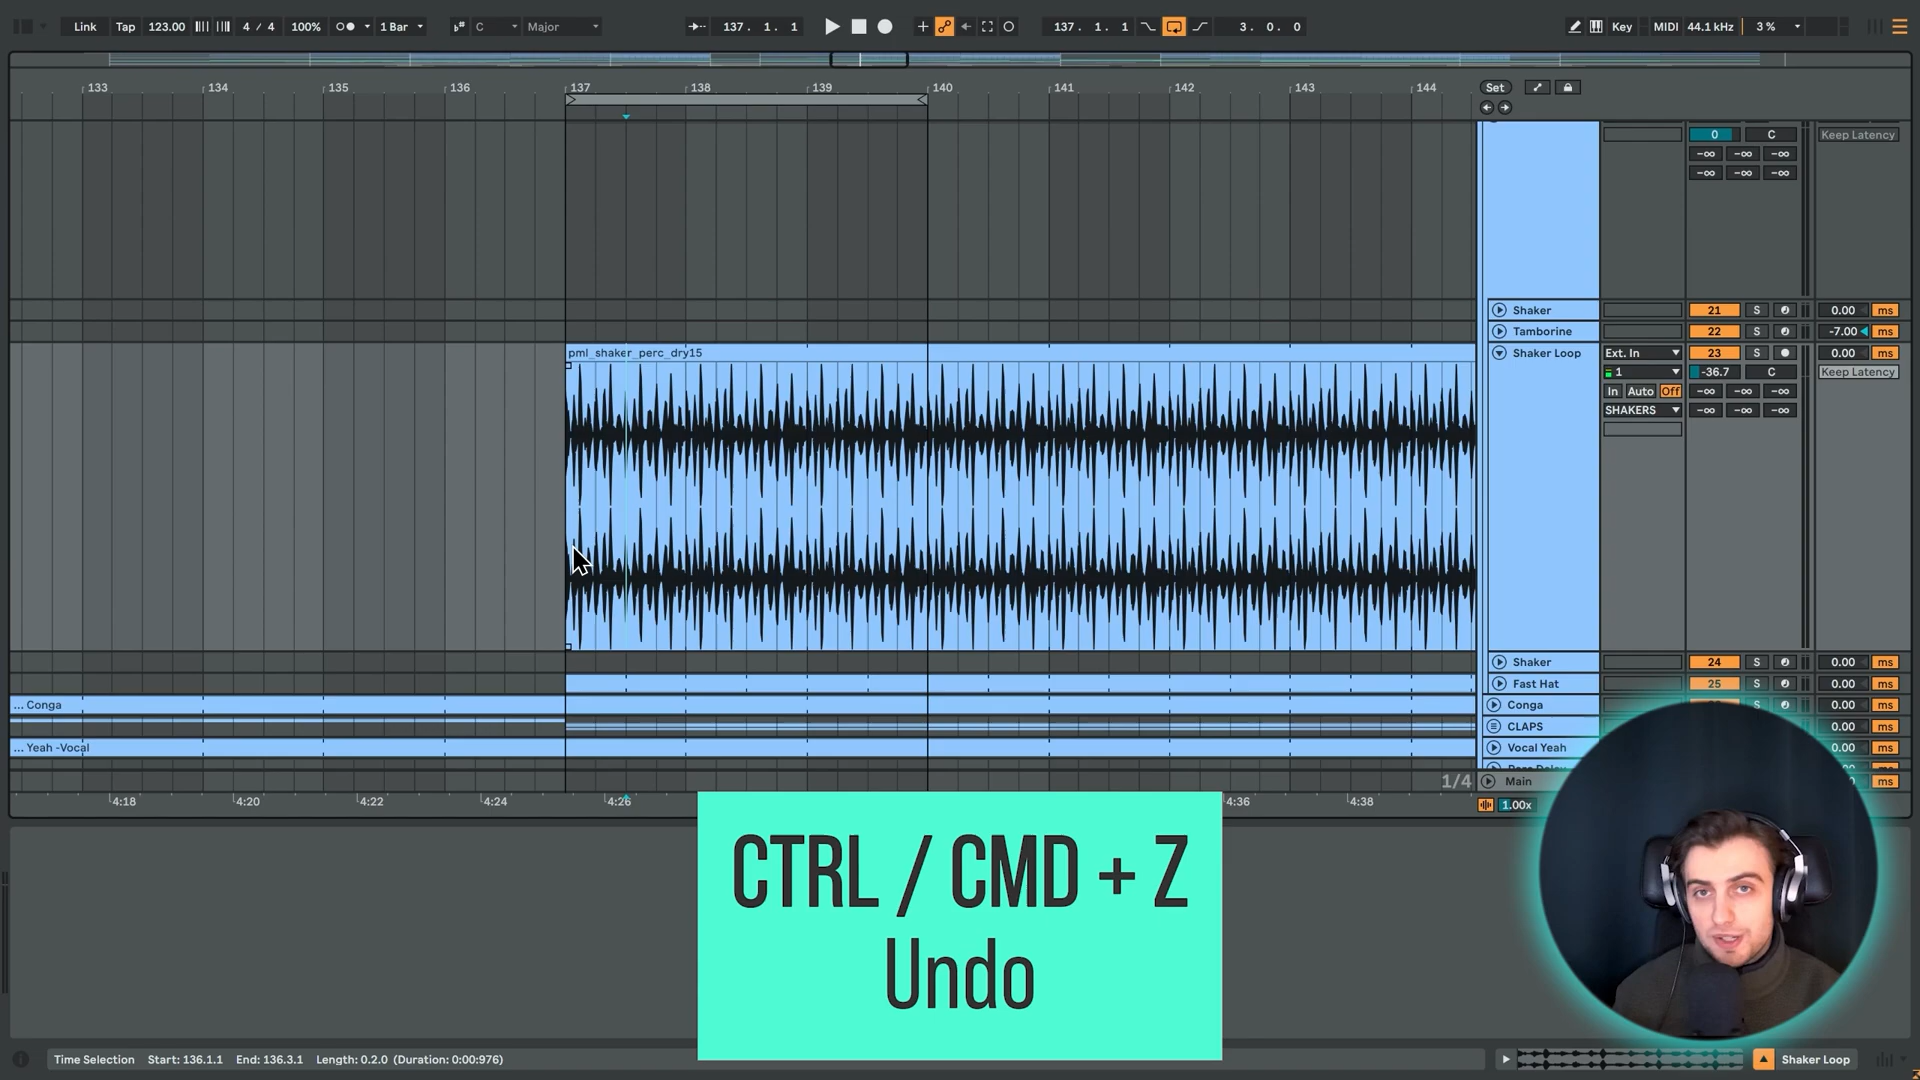 Link Tap 123.00 4 / 4 100% 1 Bar C Major 137. 1. 1 137. 1. 1 3. 0. 0 Key MIDI 44.1 kHz 3 %
133 134 135 136 137 138 139 140 141 142 143 144 Set
0 C Keep Latency
-∞ -∞ -∞
-∞ -∞ -∞
Shaker 21 S 0.00 ms
Tamborine 22 S -7.00 ms
pml_shaker_perc_dry15 Shaker Loop Ext. In 23 S 0.00 ms
1 -36.7 C Keep Latency
In Auto Off -∞ -∞ -∞
SHAKERS -∞ -∞ -∞
Shaker 24 S 0.00 ms
Fast Hat 25 S 0.00 ms
... Conga Conga S 0.00 ms
CLAPS 0.00 ms
... Yeah -Vocal Vocal Yeah 0.00 ms
1/4 Main ms
4:18 4:20 4:22 4:24 4:26 4:36 4:38 1.00x
CTRL / CMD + Z
Undo
Time Selection Start: 136.1.1 End: 136.3.1 Length: 0.2.0 (Duration: 0:00:976) Shaker Loop